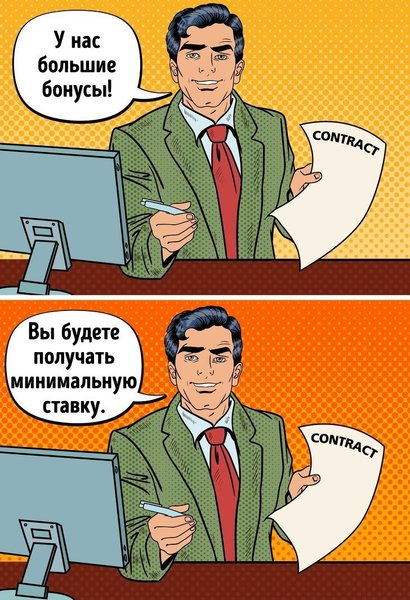 У нас
большие
бонусы!
CONTRACT
Вы будете
получать
минимальную
ставку.
CONTRACT